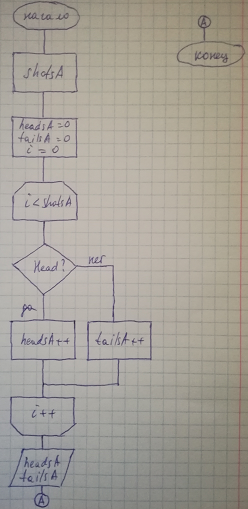 начало
shotsA
headsA=0
tailsA=0
i=0
i<shotsA
Head?
нет
да
headsA++
tailsA++
i++
headsA
tailsA
A
A
конец